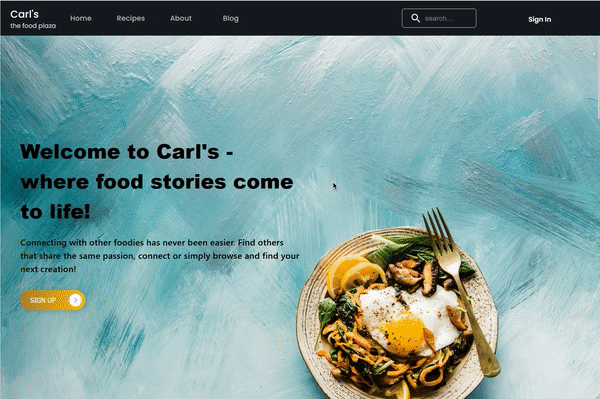 Carl's
the food plaza
Home
Recipes
About
Blog
search...
Sign In
Welcome to Carl's -
where food stories come
to life!
Connecting with other foodies has never been easier. Find others
that share the same passion, connect or simply browse and find your
next creation!
SIGN UP